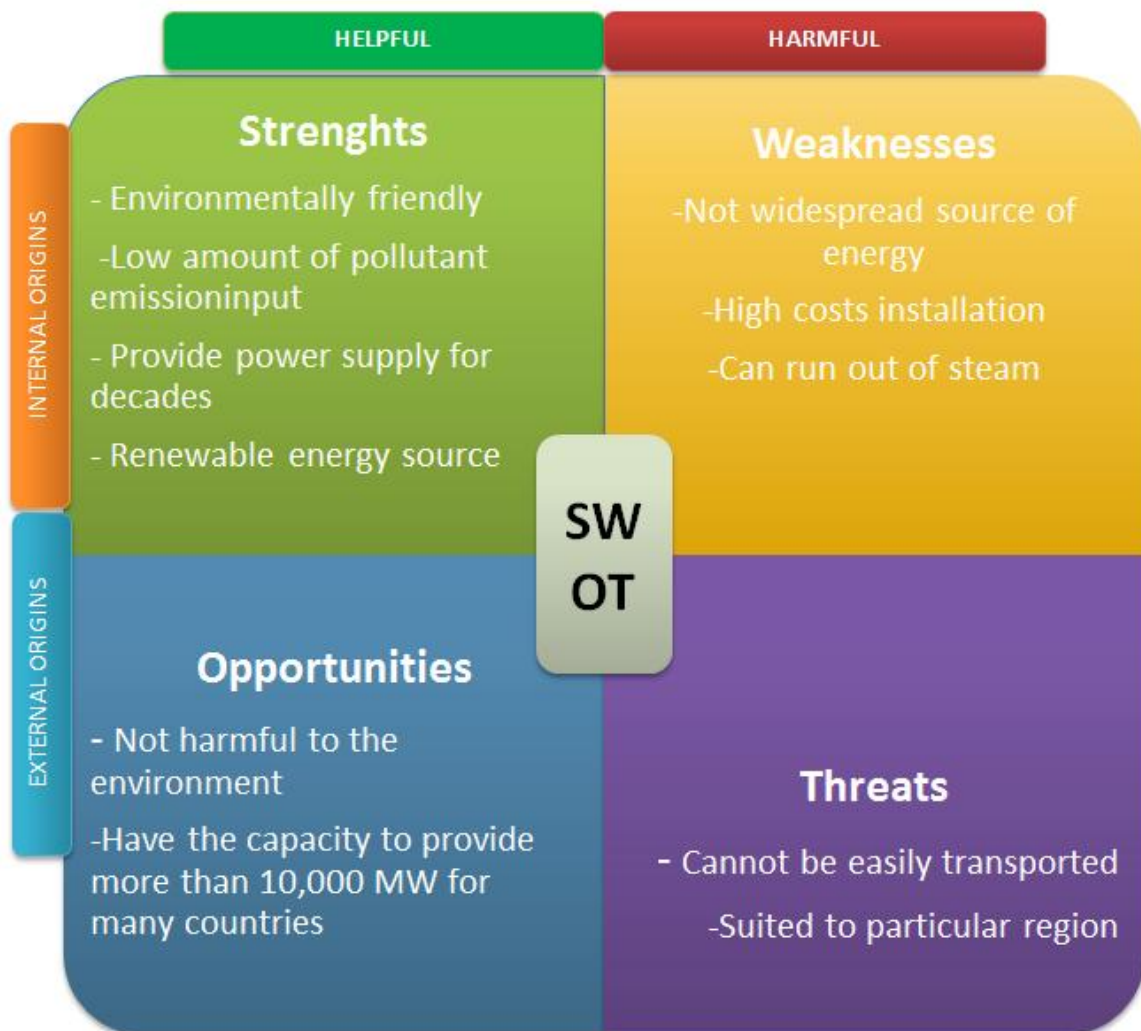 HELPFUL
HARMFUL
INTERNAL ORIGINS
Strenghts
- Environmentally friendly
-Low amount of pollutant
emissioninput
- Provide power supply for
decades
- Renewable energy source
Weaknesses
-Not widespread source of
energy
-High costs installation
-Can run out of steam
SW
OT
EXTERNAL ORIGINS
Opportunities
- Not harmful to the
environment
-Have the capacity to provide
more than 10,000 MW for
many countries
Threats
- Cannot be easily transported
-Suited to particular region